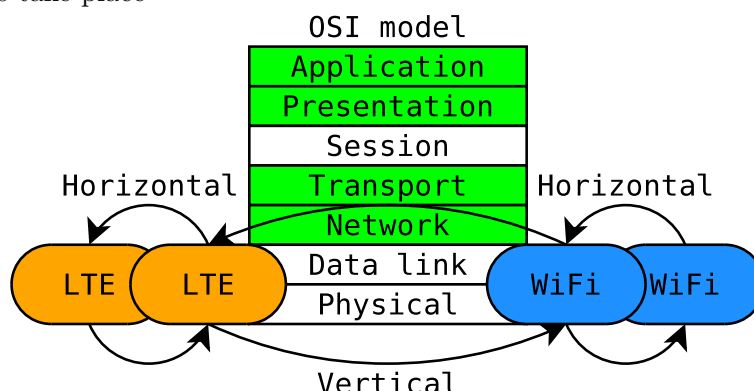 OSI model
Application
Presentation
Session
Horizontal Transport Horizontal
Network
Data link
LTE LTE WiFi WiFi
Physical
Vertical